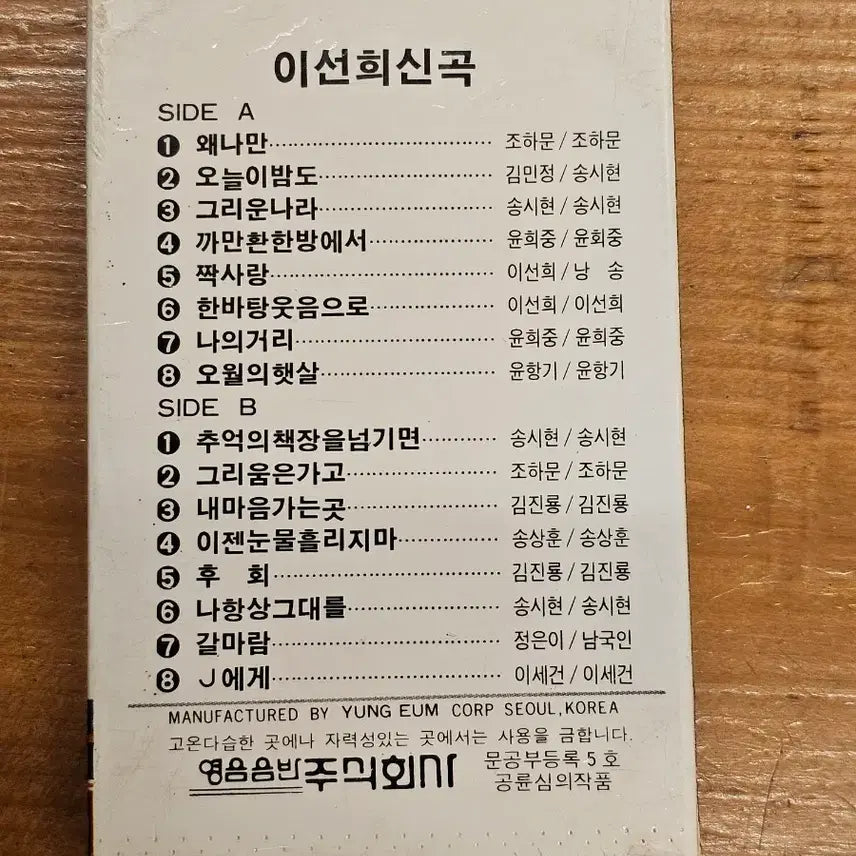 이선희신곡
SIDE A
❶ 왜나만 조하문 / 조하문
❷ 오늘이밤도 김민정 / 송시현
❸ 그리운나라 송시현 / 송시현
❹ 까만환한방에서 윤희중 / 윤회중
❺ 짝사랑 이선희 / 낭 송
❻ 한바탕웃음으로 이선희 / 이선희
❼ 나의거리 윤희중 / 윤희중
❽ 오월의햇살 윤항기 / 윤항기
SIDE B
❶ 추억의책장을넘기면 송시현 / 송시현
❷ 그리움은가고 조하문 / 조하문
❸ 내마음가는곳 김진룡 / 김진룡
❹ 이젠눈물흘리지마 송상훈 / 송상훈
❺ 후 회 김진룡 / 김진룡
❻ 나항상그대를 송시현 / 송시현
❼ 갈마람 정은이 / 남국인
❽ J에게 이세건 / 이세건
MANUFACTURED BY YUNG EUM CORP SEOUL, KOREA
고온다습한 곳에나 자력성있는 곳에서는 사용을 금합니다.
영음음반주식회사 문공부등록 5 호
공륜심의작품